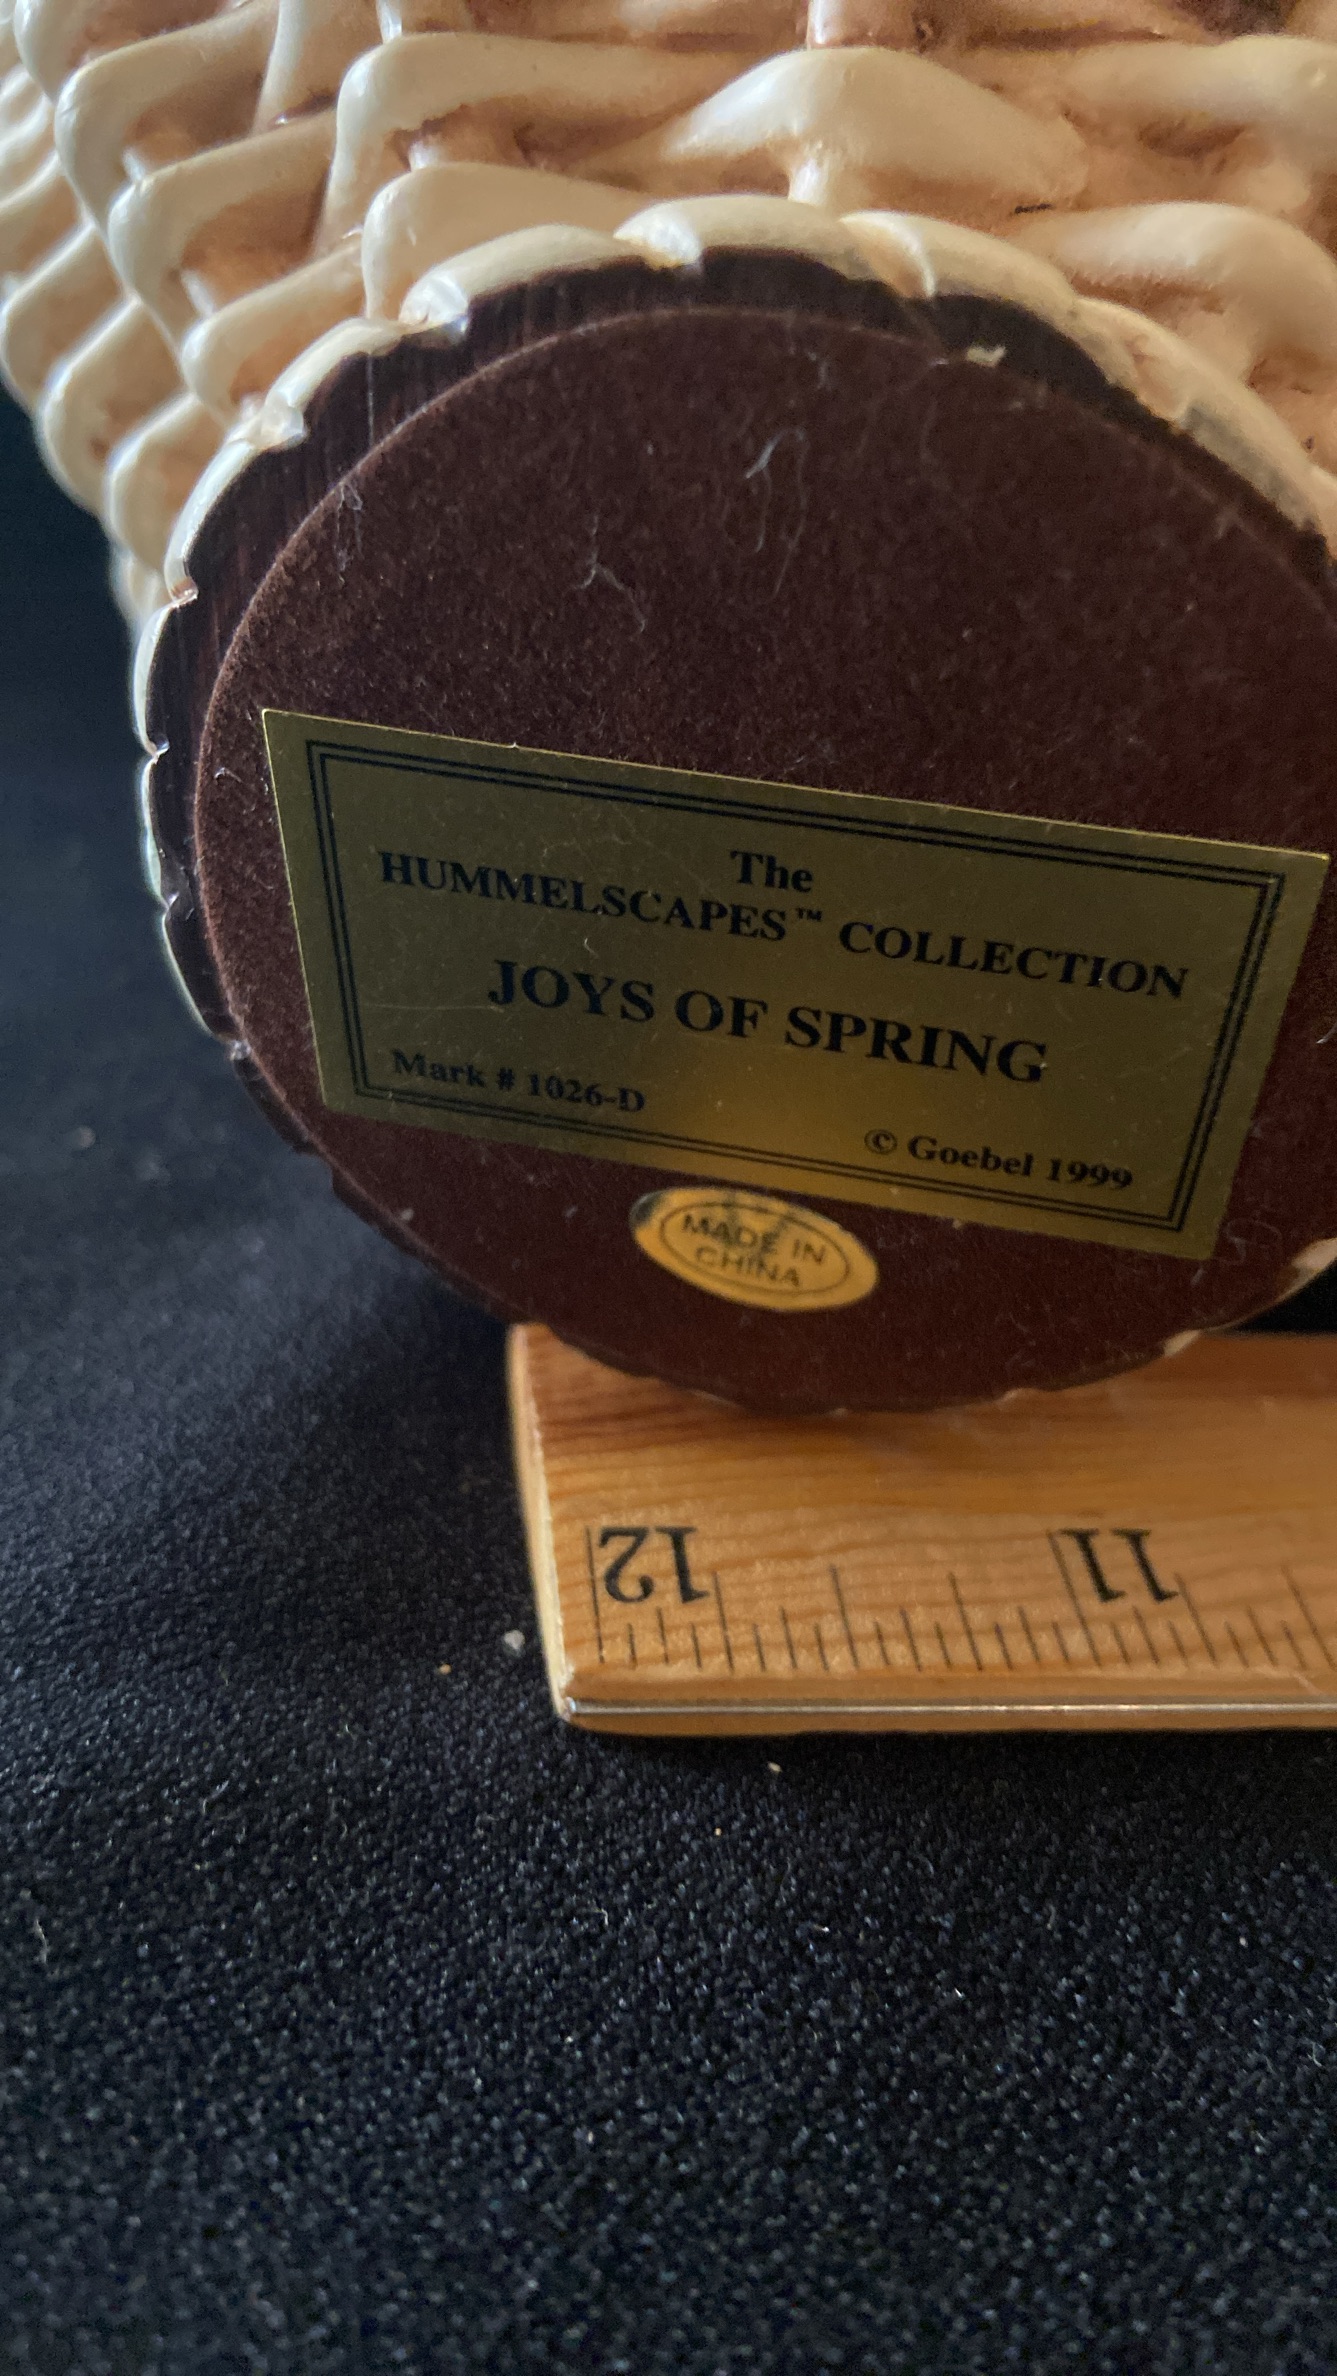 The
HUMMELSCAPES™ COLLECTION
JOYS OF SPRING
Mark # 1026-D
© Goebel 1999
MADE IN
CHINA
12 11